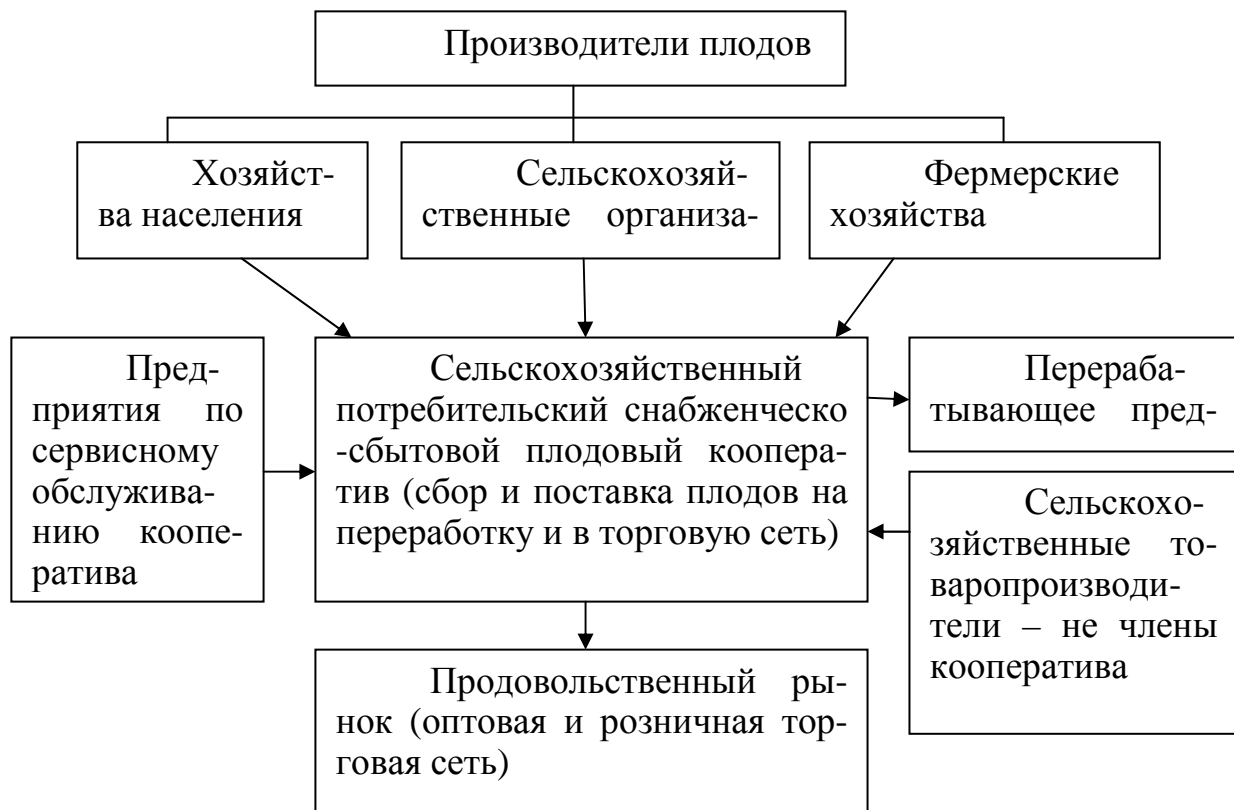 Производители плодов
Хозяйст-
ва населения
Сельскохозяй-
ственные организа-
Фермерские
хозяйства
Пред-
приятия по
сервисному
обслужива-
нию коопе-
ратива
Сельскохозяйственный
потребительский снабженческо
-сбытовой плодовый коопера-
тив (сбор и поставка плодов на
переработку и в торговую сеть)
Перераба-
тывающее пред-
Сельскохо-
зяйственные то-
варопроизводи-
тели – не члены
кооператива
Продовольственный ры-
нок (оптовая и розничная тор-
говая сеть)